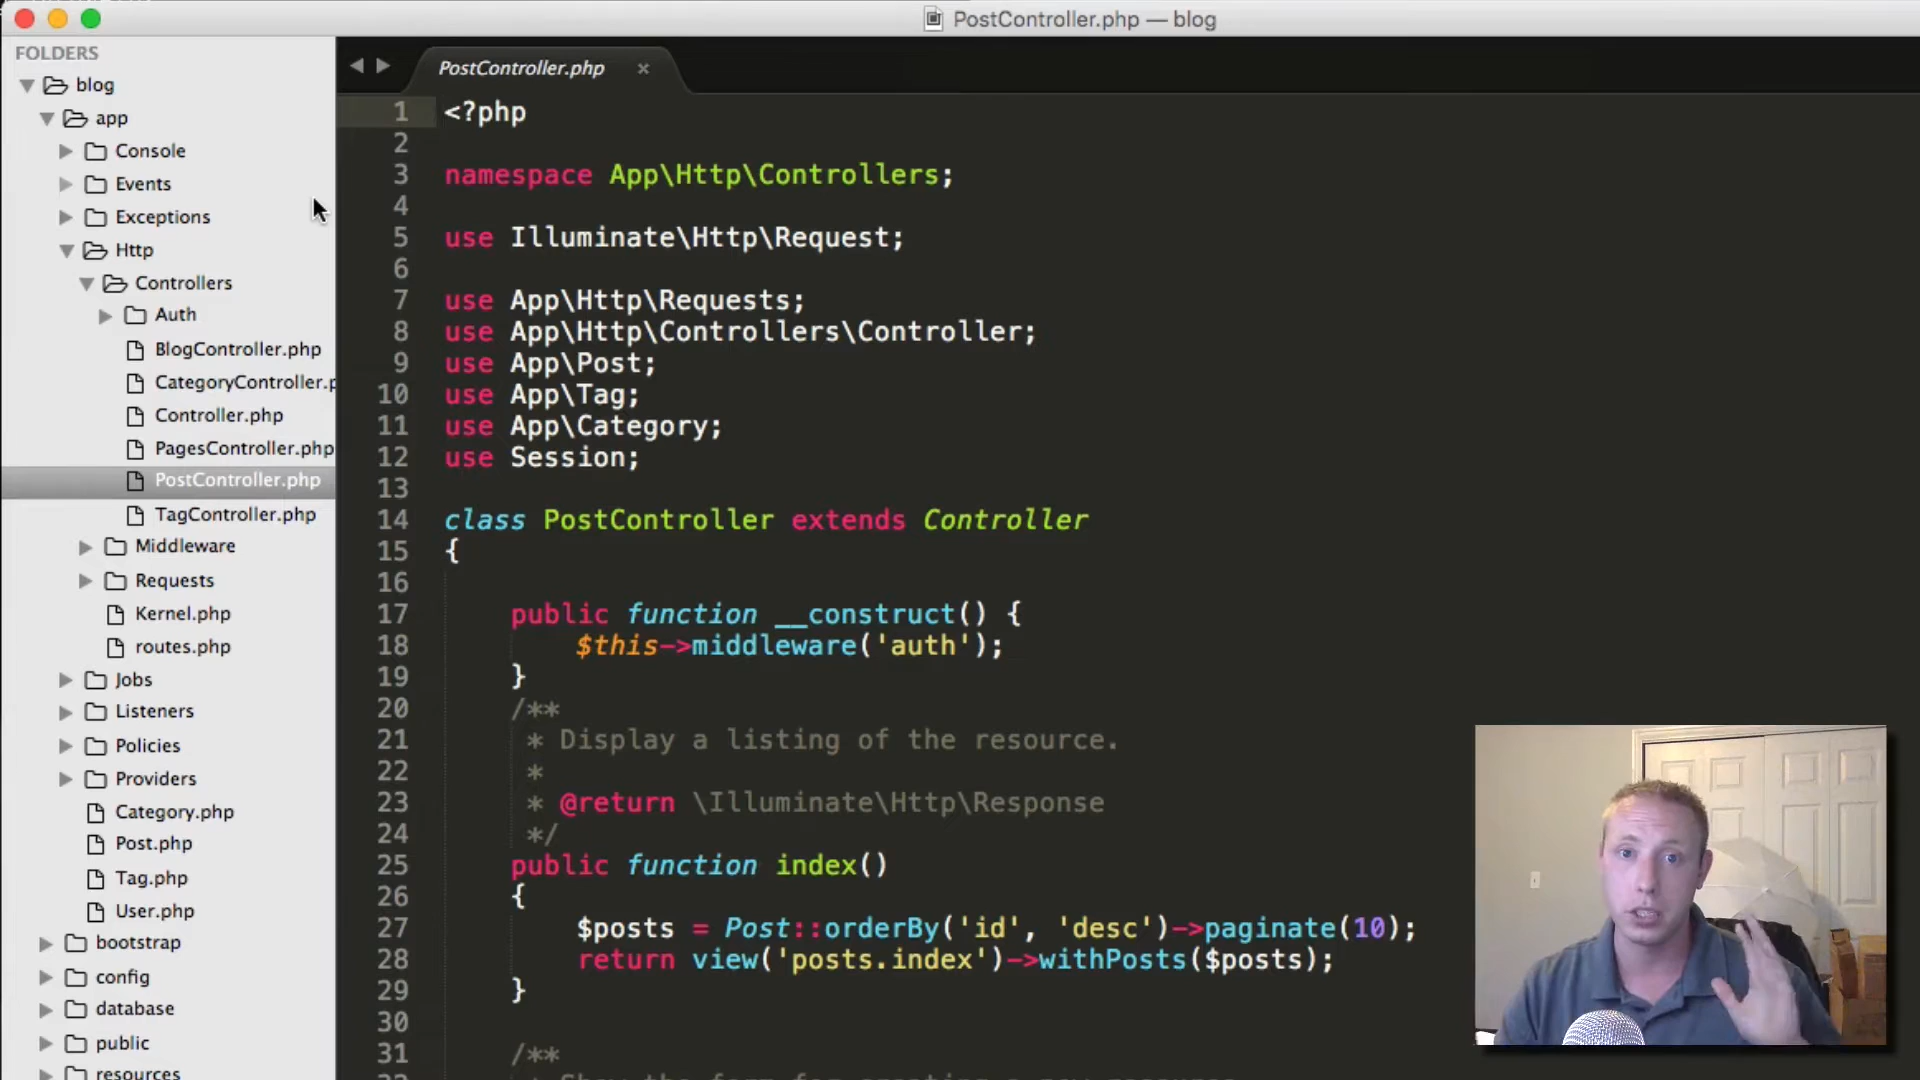 PostController.php — blog
FOLDERS
blog
app
Console
Events
Exceptions
Http
Controllers
Auth
BlogController.php
CategoryController.p
Controller.php
PagesController.php
PostController.php
TagController.php
Middleware
Requests
Kernel.php
routes.php
Jobs
Listeners
Policies
Providers
Category.php
Post.php
Tag.php
User.php
bootstrap
config
database
public
resources
PostController.php ×
1 <?php
2
3 namespace App\Http\Controllers;
4
5 use Illuminate\Http\Request;
6
7 use App\Http\Requests;
8 use App\Http\Controllers\Controller;
9 use App\Post;
10 use App\Tag;
11 use App\Category;
12 use Session;
13
14 class PostController extends Controller
15 {
16
17 public function __construct() {
18 $this->middleware('auth');
19 }
20 /**
21 * Display a listing of the resource.
22 *
23 * @return \Illuminate\Http\Response
24 */
25 public function index()
26 {
27 $posts = Post::orderBy('id', 'desc')->paginate(10);
28 return view('posts.index')->withPosts($posts);
29 }
30
31 /**